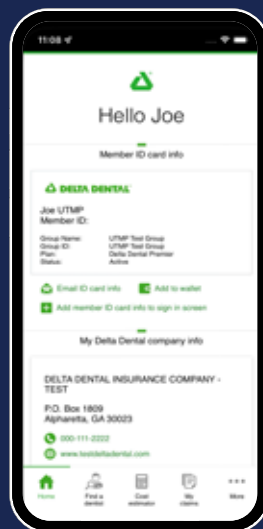 11:08
Hello Joe
Member ID card info
DELTA DENTAL
Joe UTMP
Member ID:
Group Name: UTMP Test Group
Group ID: UTMP Test Group
Plan: Delta Dental Premier
Status: Active
Email ID card info
Add to wallet
Add member ID card info to sign in screen
My Delta Dental company info
DELTA DENTAL INSURANCE COMPANY -
TEST
P.O. Box 1809
Alpharetta, GA 30023
000-111-2222
www.testdeltadental.com
Home
Find a
dentist
Cost
estimator
My
claims
More